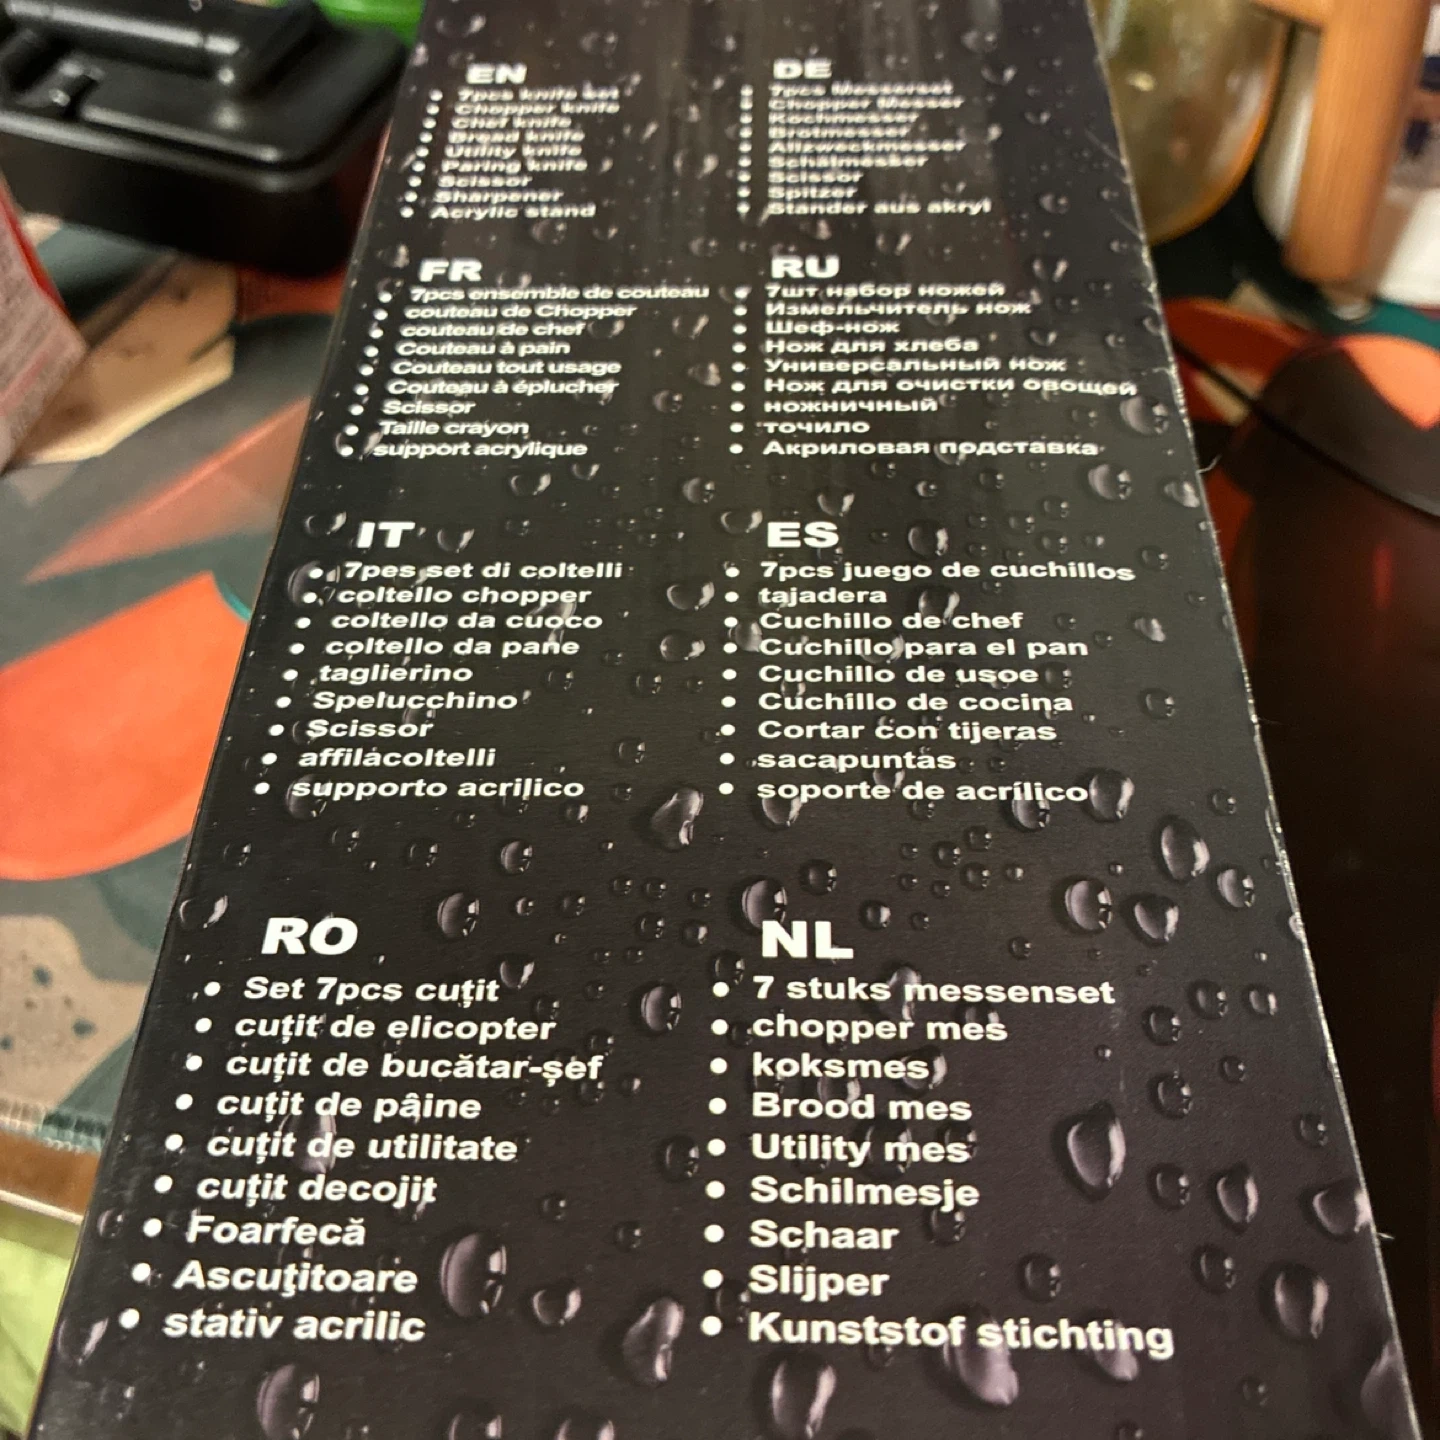 EN
7pcs knife set
Chopper knife
Chef knife
Bread knife
Utility knife
Paring knife
Scissor
Sharpener
Acrylic stand
DE
7pcs Messerset
Chopper Messer
Kochmesser
Brotmesser
Allzweckmesser
Schälmesser
Scissor
Spitzer
Stander aus akryl
FR
7pcs ensemble de couteau
couteau de Chopper
couteau de chef
Couteau à pain
Couteau tout usage
Couteau à éplucher
Scissor
Taille crayon
support acrylique
RU
7шт набор ножей
Измельчитель нож
Шеф-нож
Нож для хлеба
Универсальный нож
Нож для очистки овощей
ножничный
точило
Акриловая подставка
IT
7pes set di coltelli
coltello chopper
coltello da cuoco
coltello da pane
taglierino
Spelucchino
Scissor
affilacoltelli
supporto acrilico
ES
7pcs juego de cuchillos
tajadera
Cuchillo de chef
Cuchillo para el pan
Cuchillo de usoe
Cuchillo de cocina
Cortar con tijeras
sacapuntas
soporte de acrílico
RO
Set 7pcs cuțit
cuțit de elicopter
cuțit de bucătar-șef
cuțit de pâine
cuțit de utilitate
cuțit decojit
Foarfecă
Ascuţitoare
stativ acrilic
NL
7 stuks messenset
chopper mes
koksmes
Brood mes
Utility mes
Schilmesje
Schaar
Slijper
Kunststof stichting